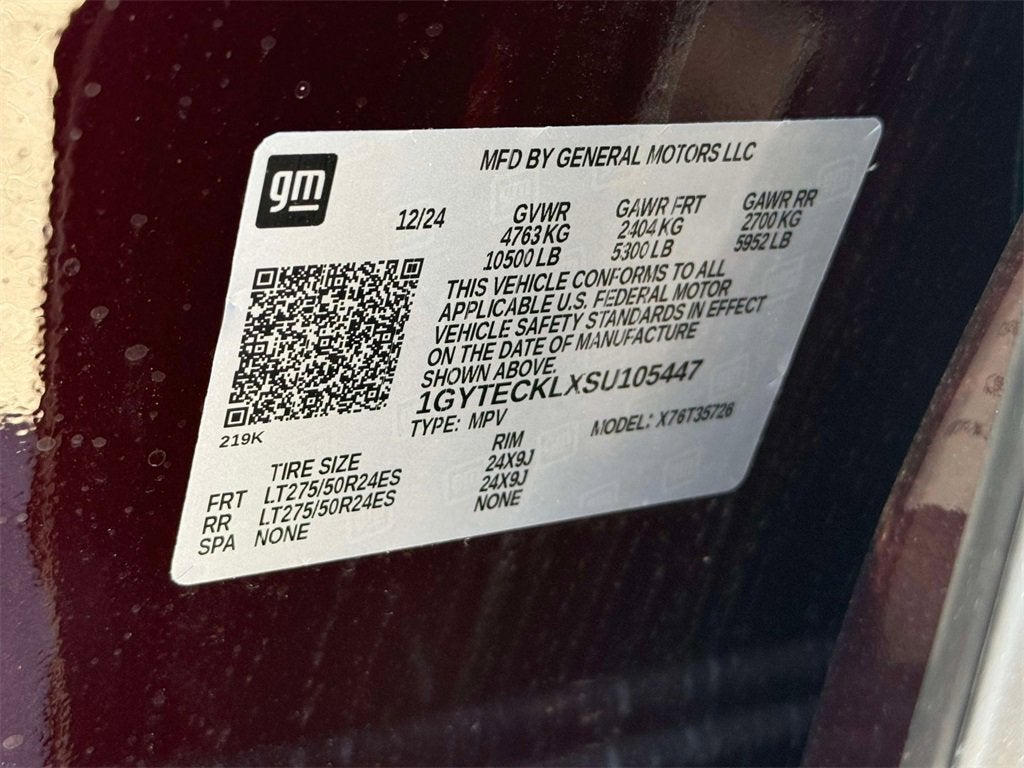 gm
MFD BY GENERAL MOTORS LLC
12/24
GVWR GAWR FRT GAWR RR
4763 KG 2404 KG 2700 KG
10500 LB 5300 LB 5952 LB
THIS VEHICLE CONFORMS TO ALL
APPLICABLE U.S. FEDERAL MOTOR
VEHICLE SAFETY STANDARDS IN EFFECT
ON THE DATE OF MANUFACTURE
SHOWN ABOVE.
1GYTECKLXSU105447
TYPE: MPV MODEL: X76T35726
219K
TIRE SIZE RIM
FRT LT275/50R24ES 24X9J
RR LT275/50R24ES 24X9J
SPA NONE NONE